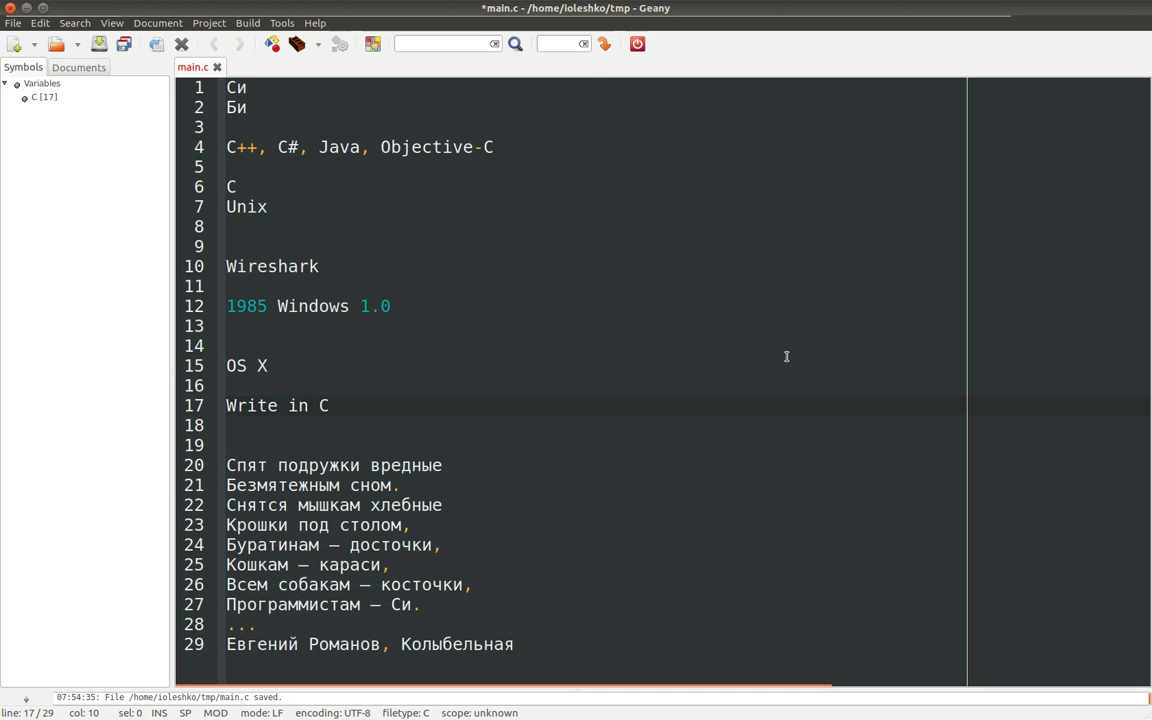 *main.c - /home/ioleshko/tmp - Geany
File Edit Search View Document Project Build Tools Help
Symbols Documents main.c
Variables
C [17]
1 Си
2 Би
3
4 C++, C#, Java, Objective-C
5
6 C
7 Unix
8
9
10 Wireshark
11
12 1985 Windows 1.0
13
14
15 OS X
16
17 Write in C
18
19
20 Спят подружки вредные
21 Безмятежным сном.
22 Снятся мышкам хлебные
23 Крошки под столом,
24 Буратинам — досточки,
25 Кошкам — караси,
26 Всем собакам — косточки,
27 Программистам — Си.
28 ...
29 Евгений Романов, Колыбельная
07:54:35: File /home/ioleshko/tmp/main.c saved.
line: 17 / 29 col: 10 sel: 0 INS SP MOD mode: LF encoding: UTF-8 filetype: C scope: unknown